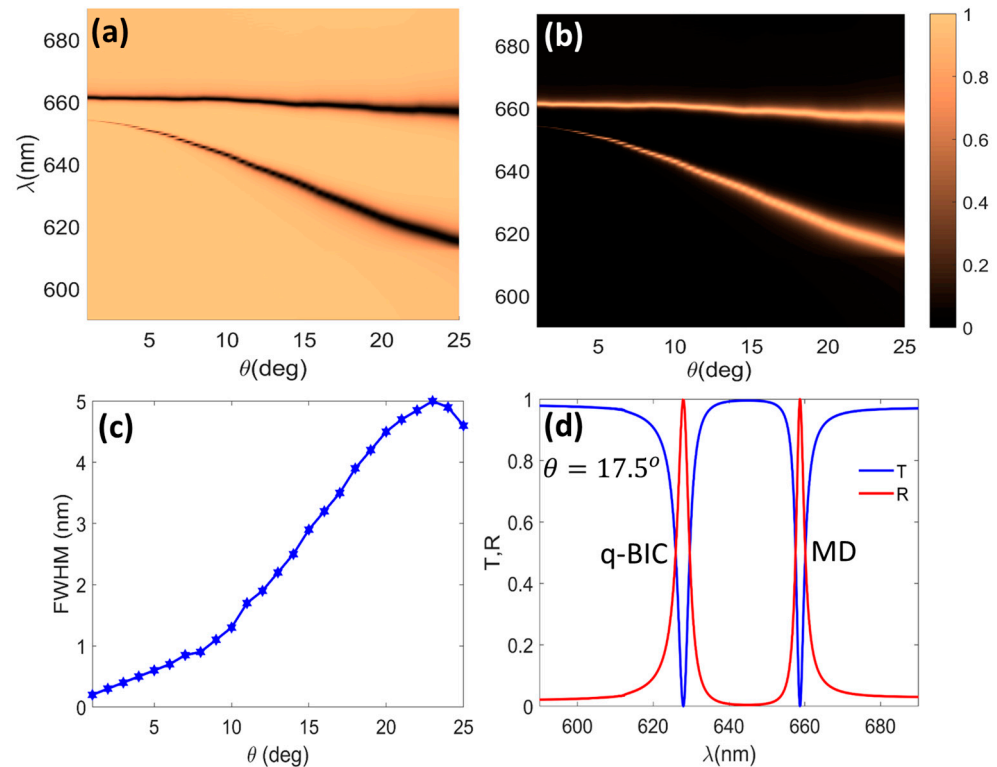 (a)
680
660
640
620
600
λ(nm)
5 10 15 20 25
θ(deg)
(b)
680
660
640
620
600
5 10 15 20 25
θ(deg)
1
0.8
0.6
0.4
0.2
0
(c)
5
4
3
2
1
0
FWHM (nm)
5 10 15 20 25
θ (deg)
(d)
1
0.8
0.6
0.4
0.2
0
T,R
θ = 17.5°
T
R
q-BIC
MD
600 620 640 660 680
λ(nm)